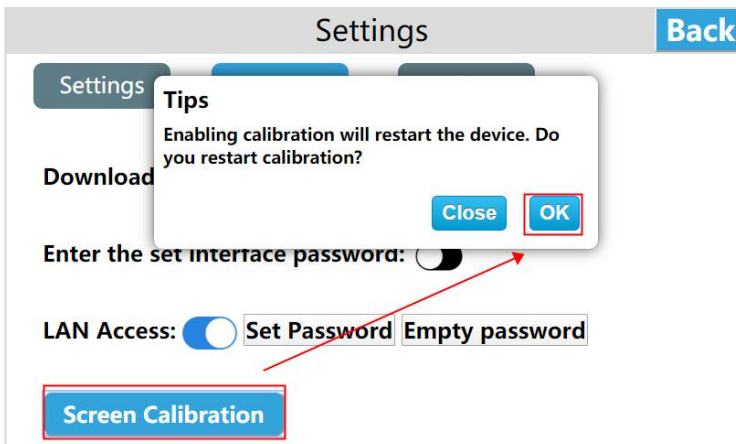 Settings
Back
Settings
Tips
Enabling calibration will restart the device. Do
you restart calibration?
Download
Close
OK
Enter the set interface password:
LAN Access:
Set Password
Empty password
Screen Calibration